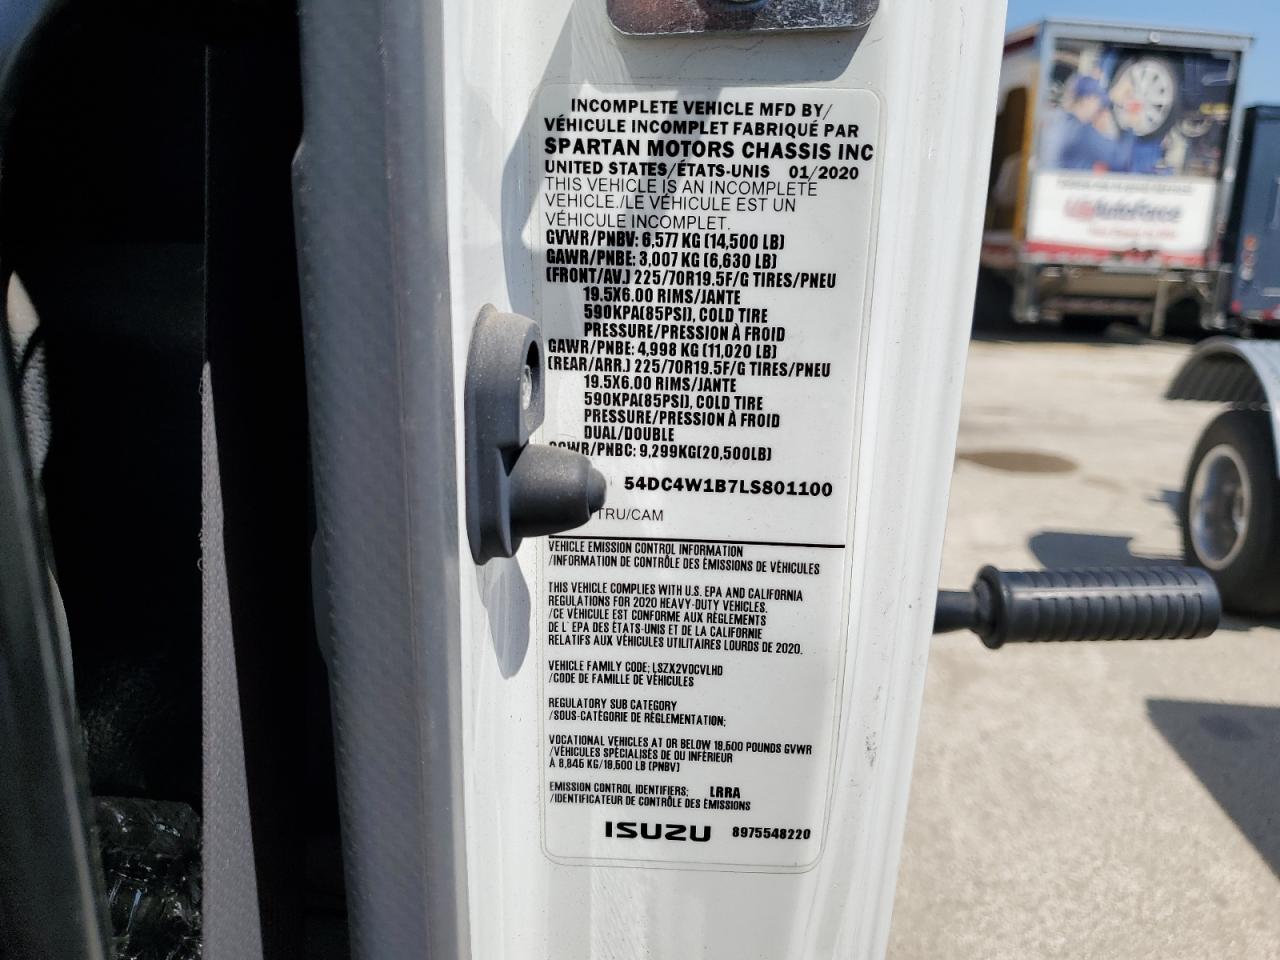 INCOMPLETE VEHICLE MFD BY/
VÉHICULE INCOMPLET FABRIQUÉ PAR
SPARTAN MOTORS CHASSIS INC
UNITED STATES/ÉTATS-UNIS 01/2020
THIS VEHICLE IS AN INCOMPLETE
VEHICLE./LE VÉHICULE EST UN
VÉHICULE INCOMPLET.
GVWR/PNBV: 6,577 KG (14,500 LB)
GAWR/PNBE: 3,007 KG (6,630 LB)
(FRONT/AV.) 225/70R19.5F/G TIRES/PNEU
19.5X6.00 RIMS/JANTE
590KPA(85PSI), COLD TIRE
PRESSURE/PRESSION À FROID
GAWR/PNBE: 4,998 KG (11,020 LB)
(REAR/ARR.) 225/70R19.5F/G TIRES/PNEU
19.5X6.00 RIMS/JANTE
590KPA(85PSI), COLD TIRE
PRESSURE/PRESSION À FROID
DUAL/DOUBLE
GCWR/PNBC: 9,299KG(20,500LB)
54DC4W1B7LS801100
TRU/CAM
VEHICLE EMISSION CONTROL INFORMATION
/INFORMATION DE CONTRÔLE DES ÉMISSIONS DE VÉHICULES
THIS VEHICLE COMPLIES WITH U.S. EPA AND CALIFORNIA
REGULATIONS FOR 2020 HEAVY-DUTY VEHICLES.
/CE VÉHICULE EST CONFORME AUX RÈGLEMENTS
DE L' EPA DES ÉTATS-UNIS ET DE LA CALIFORNIE
RELATIFS AUX VÉHICULES UTILITAIRES LOURDS DE 2020.
VEHICLE FAMILY CODE: LSZX2VOCVLHD
/CODE DE FAMILLE DE VÉHICULES
REGULATORY SUB CATEGORY
/SOUS-CATÉGORIE DE RÉGLEMENTATION:
VOCATIONAL VEHICLES AT OR BELOW 19,500 POUNDS GVWR
/VÉHICULES SPÉCIALISÉS DE OU INFÉRIEUR
À 8,845 KG/19,500 LB (PNBV)
EMISSION CONTROL IDENTIFIERS: LRRA
/IDENTIFICATEUR DE CONTRÔLE DES ÉMISSIONS
ISUZU 8975548220